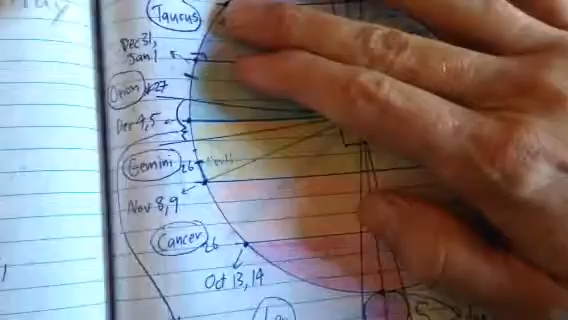 Taurus
Dec 31,
Jan 1
Orion 27
Dec 4,5
Gemini 26
Nov 8,9
Cancer 26
Oct 13,14